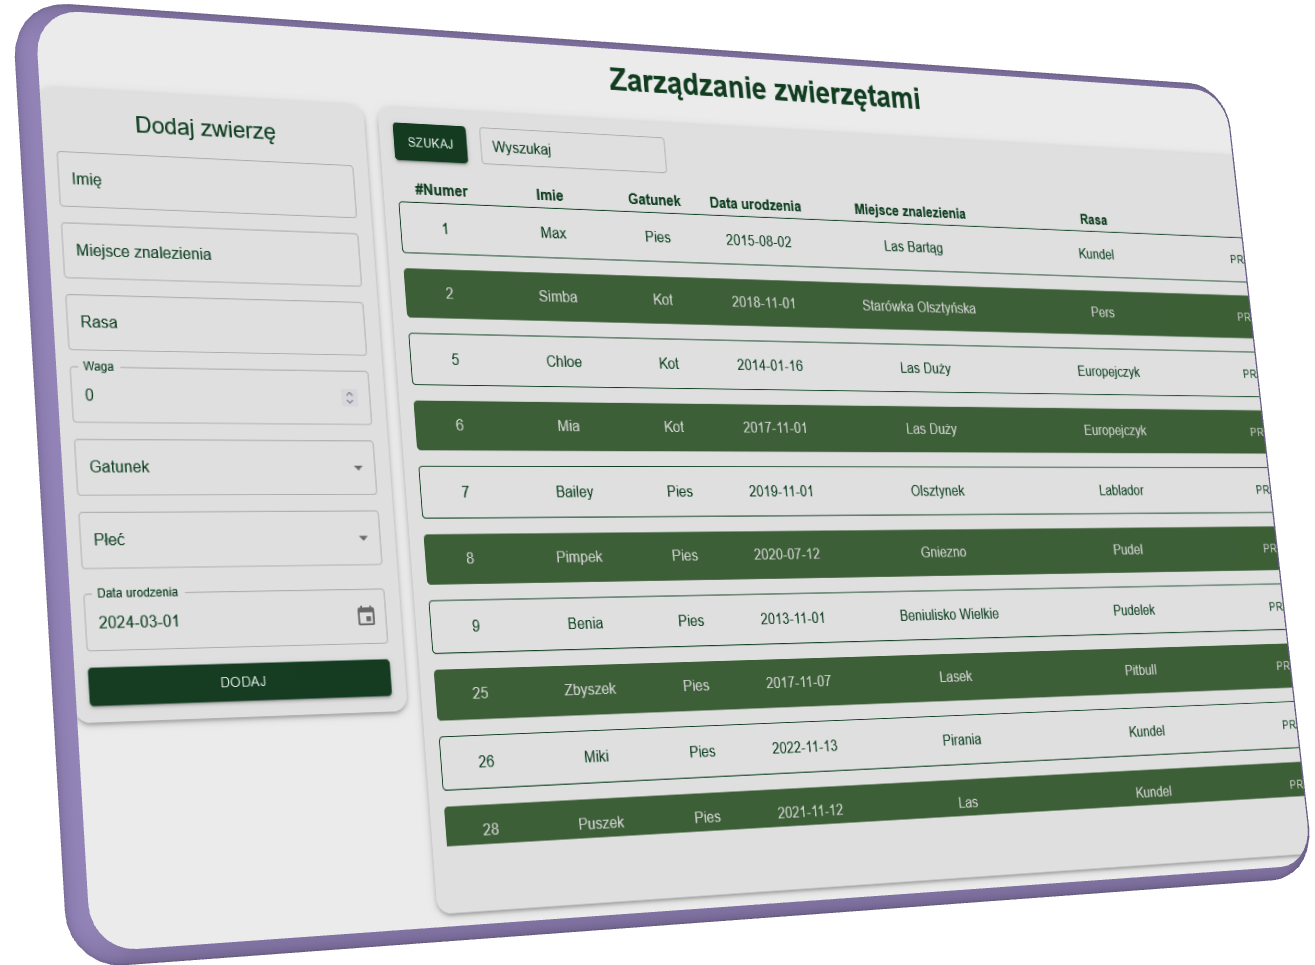 Zarządzanie zwierzętami
Dodaj zwierzę
Imię
Miejsce znalezienia
Rasa
Waga
0
Gatunek
Płeć
Data urodzenia
2024-03-01
DODAJ
SZUKAJ Wyszukaj
#Numer Imie Gatunek Data urodzenia Miejsce znalezienia Rasa
1 Max Pies 2015-08-02 Las Bartąg Kundel PR
2 Simba Kot 2018-11-01 Starówka Olsztyńska Pers PR
5 Chloe Kot 2014-01-16 Las Duży Europejczyk PR
6 Mia Kot 2017-11-01 Las Duży Europejczyk PR
7 Bailey Pies 2019-11-01 Olsztynek Lablador PR
8 Pimpek Pies 2020-07-12 Gniezno Pudel PR
9 Benia Pies 2013-11-01 Beniulisko Wielkie Pudelek PR
25 Zbyszek Pies 2017-11-07 Lasek Pitbull PR
26 Miki Pies 2022-11-13 Pirania Kundel PR
28 Puszek Pies 2021-11-12 Las Kundel PR